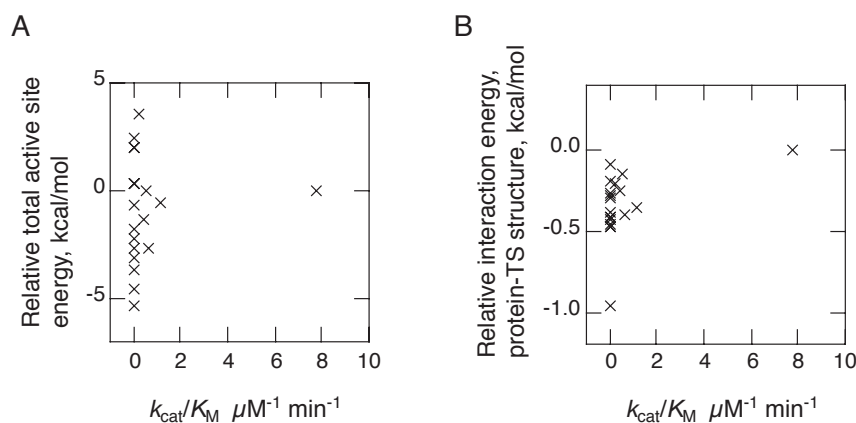 A
Relative total active site
energy, kcal/mol
5
0
-5
0 2 4 6 8 10
kcat/KM μM-1 min-1
B
Relative interaction energy,
protein-TS structure, kcal/mol
0.0
-0.5
-1.0
0 2 4 6 8 10
kcat/KM μM-1 min-1